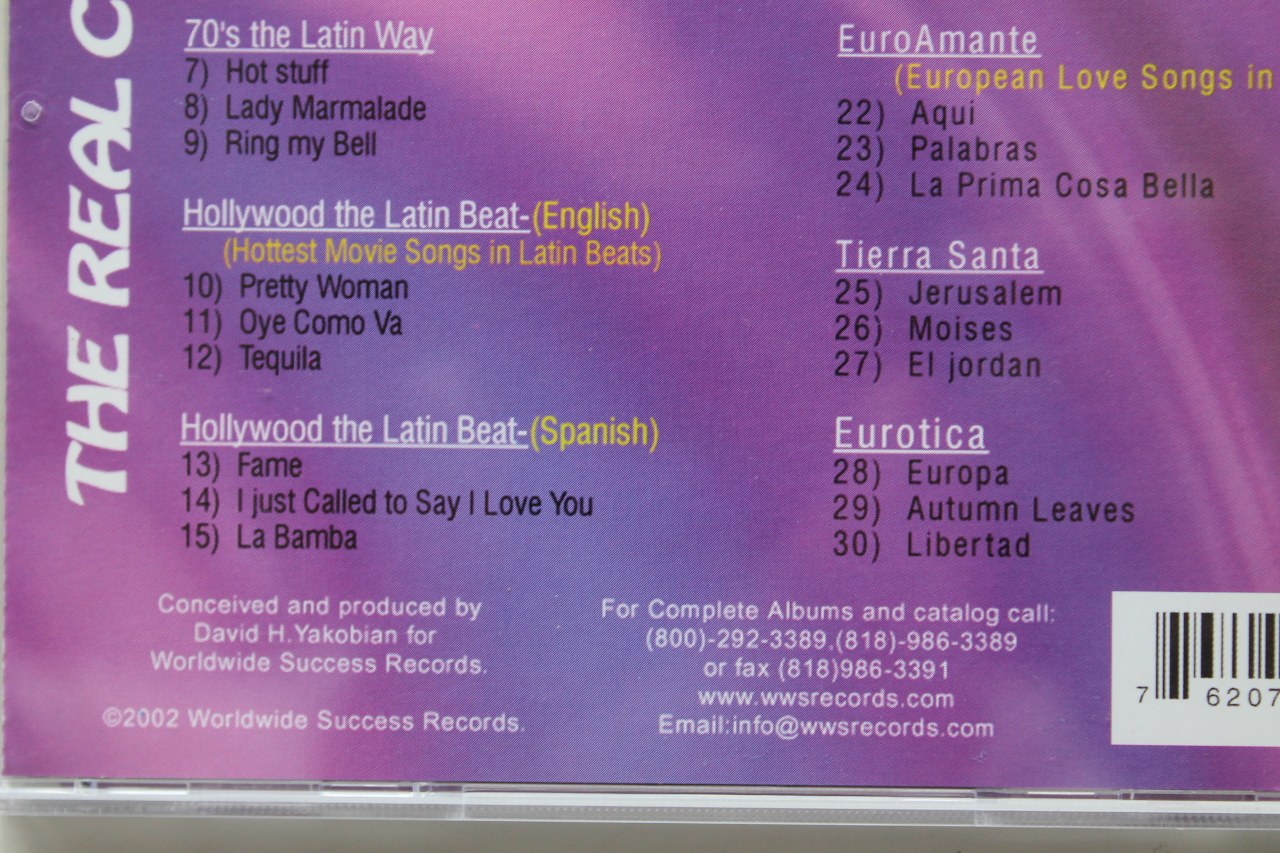 THE REAL C
70's the Latin Way
7) Hot stuff
8) Lady Marmalade
9) Ring my Bell
Hollywood the Latin Beat-(English)
(Hottest Movie Songs in Latin Beats)
10) Pretty Woman
11) Oye Como Va
12) Tequila
Hollywood the Latin Beat-(Spanish)
13) Fame
14) I just Called to Say I Love You
15) La Bamba
EuroAmante
(European Love Songs in
22) Aqui
23) Palabras
24) La Prima Cosa Bella
Tierra Santa
25) Jerusalem
26) Moises
27) El jordan
Eurotica
28) Europa
29) Autumn Leaves
30) Libertad
Conceived and produced by
David H.Yakobian for
Worldwide Success Records.
©2002 Worldwide Success Records.
For Complete Albums and catalog call:
(800)-292-3389,(818)-986-3389
or fax (818)986-3391
www.wwsrecords.com
Email:info@wwsrecords.com
7 6207